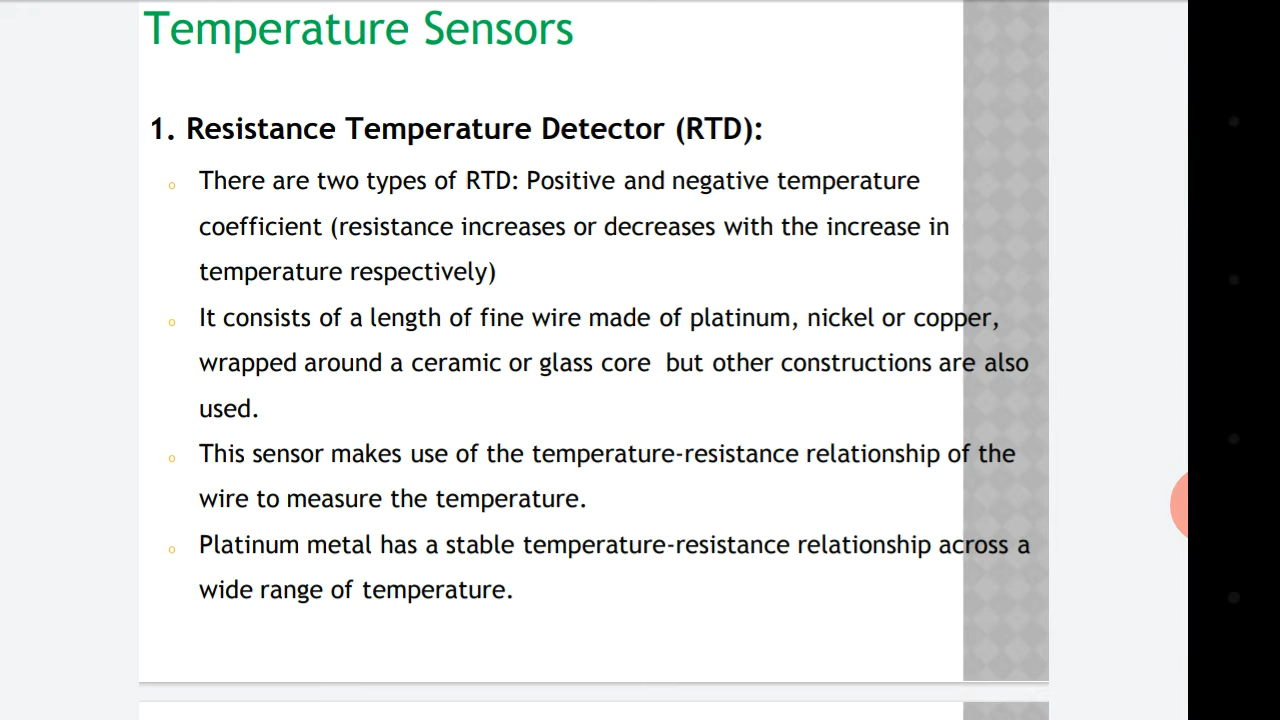 Temperature Sensors
1. Resistance Temperature Detector (RTD):
o There are two types of RTD: Positive and negative temperature
coefficient (resistance increases or decreases with the increase in
temperature respectively)
o It consists of a length of fine wire made of platinum, nickel or copper,
wrapped around a ceramic or glass core but other constructions are also
used.
o This sensor makes use of the temperature-resistance relationship of the
wire to measure the temperature.
o Platinum metal has a stable temperature-resistance relationship across a
wide range of temperature.